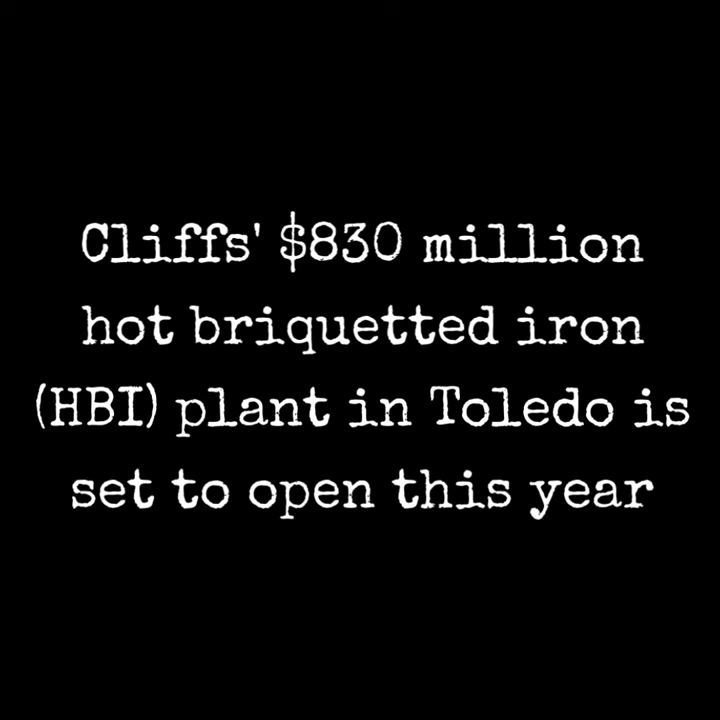 Cliffs' $830 million
hot briquetted iron
(HBI) plant in Toledo is
set to open this year